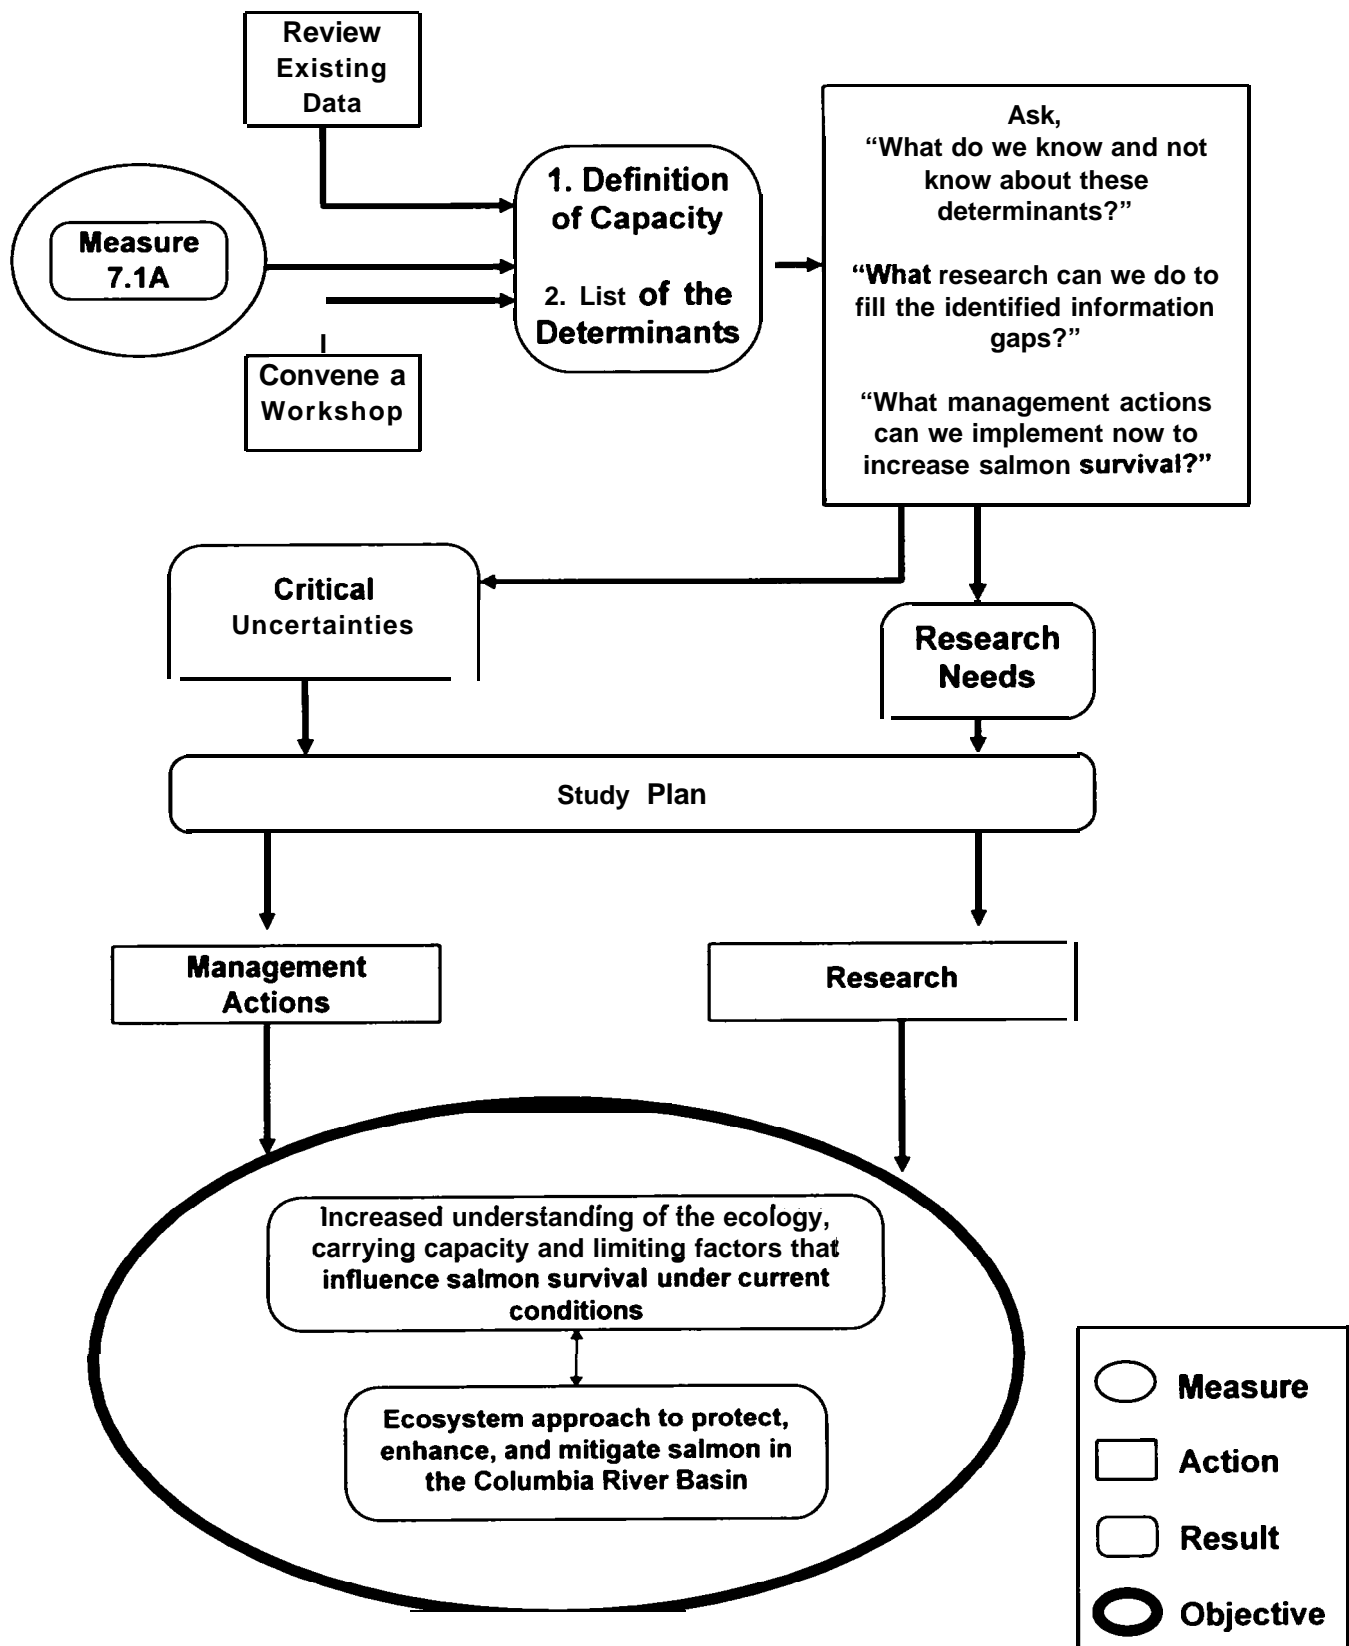 Review
Existing
Data
Measure
7.1A
Convene a
Workshop
1. Definition
of Capacity
2. List of the
Determinants
Ask,
“What do we know and not
know about these
determinants?”
“What research can we do to
fill the identified information
gaps?”
“What management actions
can we implement now to
increase salmon survival?”
Critical
Uncertainties
Research
Needs
Study Plan
Management
Actions
Research
Increased understanding of the ecology,
carrying capacity and limiting factors that
influence salmon survival under current
conditions
Ecosystem approach to protect,
enhance, and mitigate salmon in
the Columbia River Basin
Measure
Action
Result
Objective